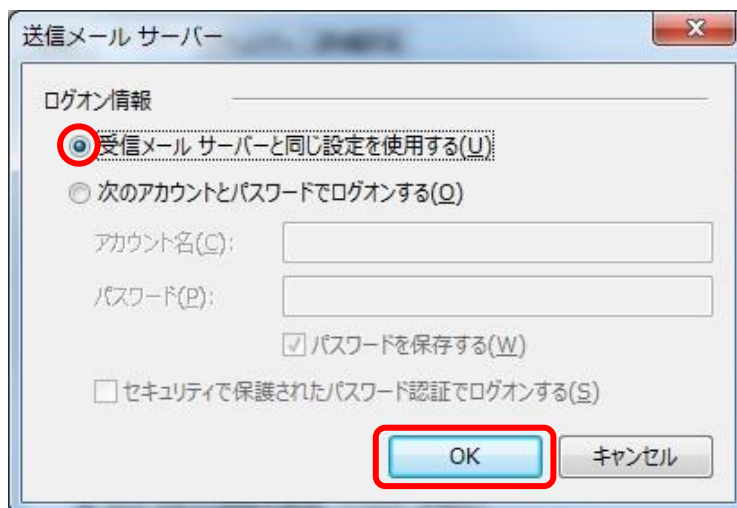 送信メール サーバー
ログオン情報
受信メール サーバーと同じ設定を使用する(U)
次のアカウントとパスワードでログオンする(O)
アカウント名(C):
パスワード(P):
パスワードを保存する(W)
セキュリティで保護されたパスワード認証でログオンする(S)
OK キャンセル